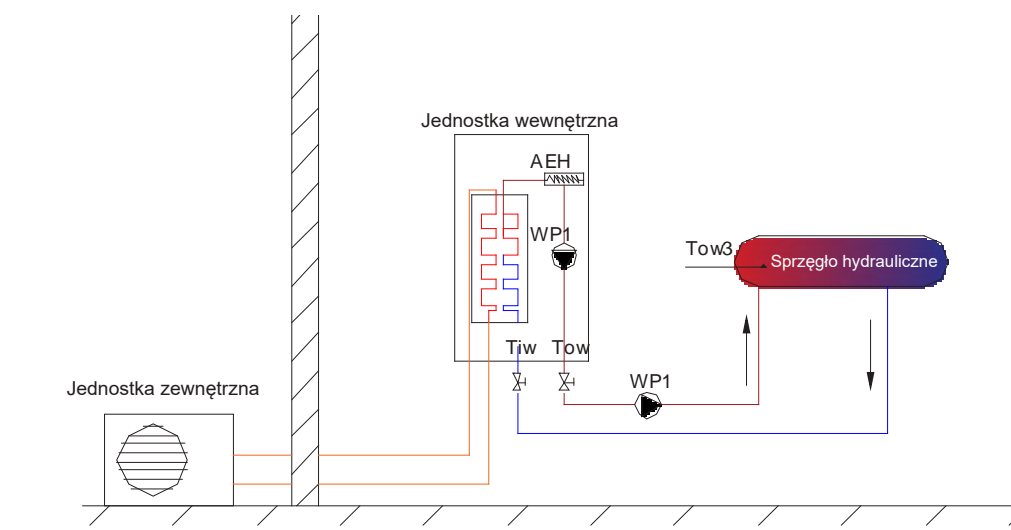 Jednostka wewnętrzna
AEH
WP1
Tow3
Sprzęgło hydrauliczne
Tiw
Tow
WP1
Jednostka zewnętrzna